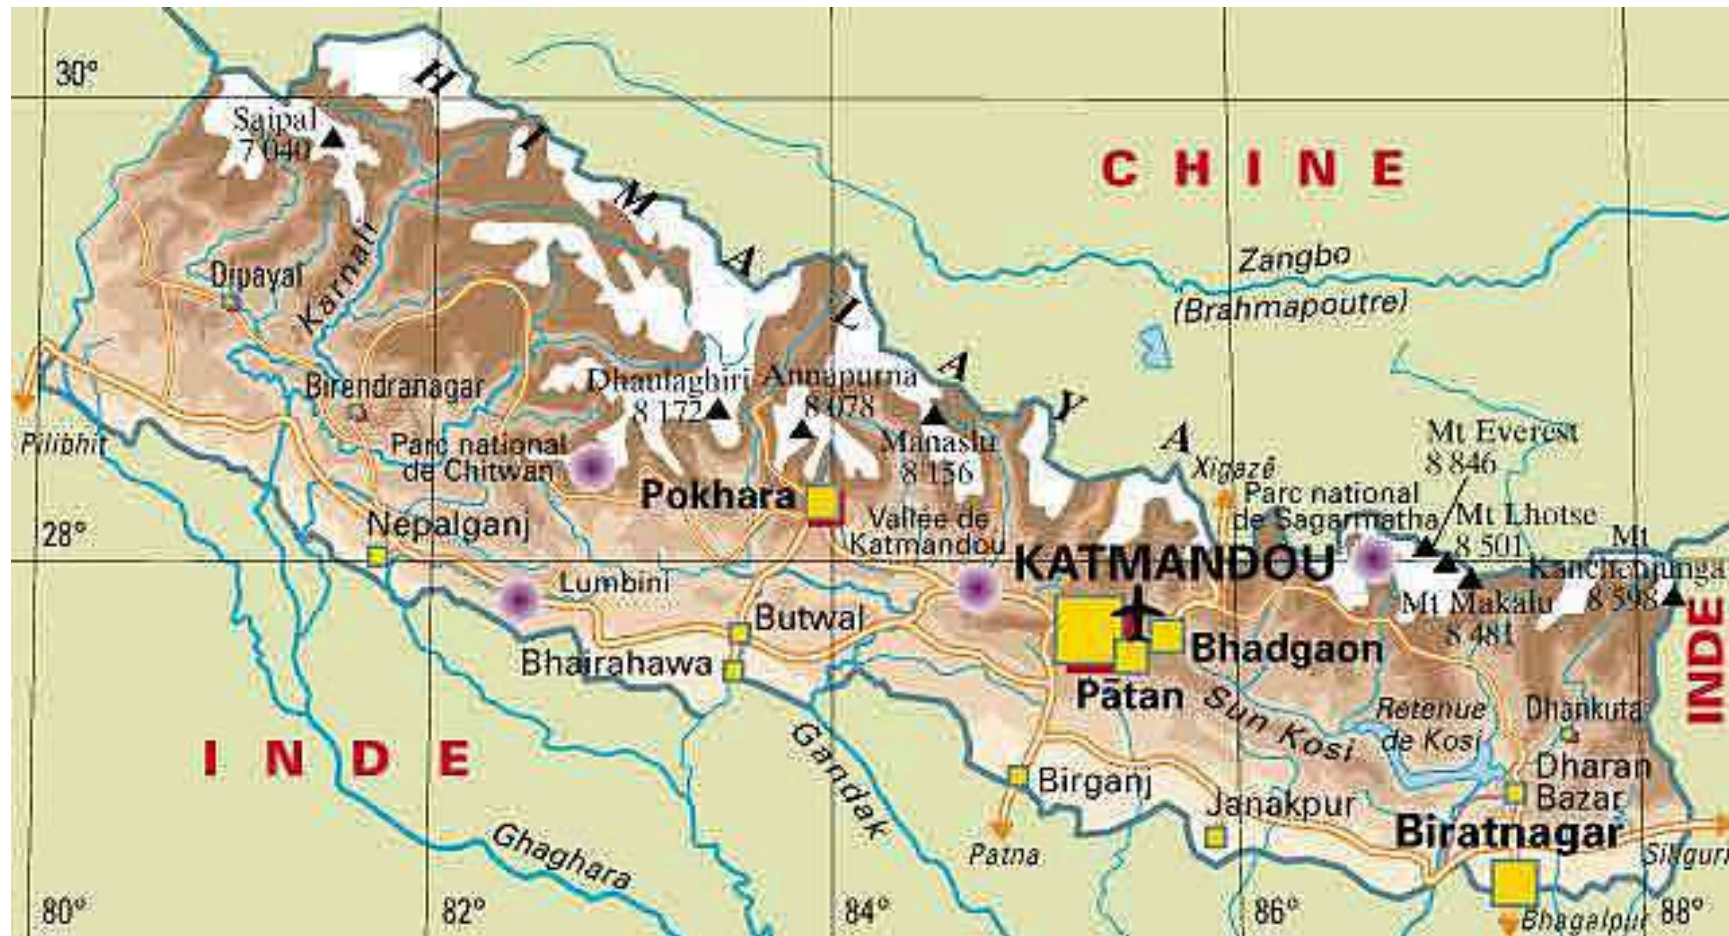 30°
H I M A L A Y A
Saipal
7 040
CHINE
Karnali
Dipayal
Zangbo
(Brahmapoutre)
Birendranagar
Dhaulaghiri
8 172
Annapurna
8 078
Manaslu
8 156
Pilibhit
Parc national
de Chitwan
Pokhara
Xigazê
Mt Everest
8 846
Parc national
de Sagarmatha
Mt Lhotse
8 501
Mt
Kanchenjunga
8 598
28°
Nepalganj
Vallée de
Katmandou
KATMANDOU
Mt Makalu
8 481
Lumbini
Butwal
Bhairahawa
Bhadgaon
Pātan
INDE
Sun Kosi
Retenue
de Kosi
Dhankuta
INDE
Gandak
Birganj
Janakpur
Dharan
Bazar
Biratnagar
Patna
Siliguri
Ghaghara
80°
82°
84°
86°
Bhagalpur
88°